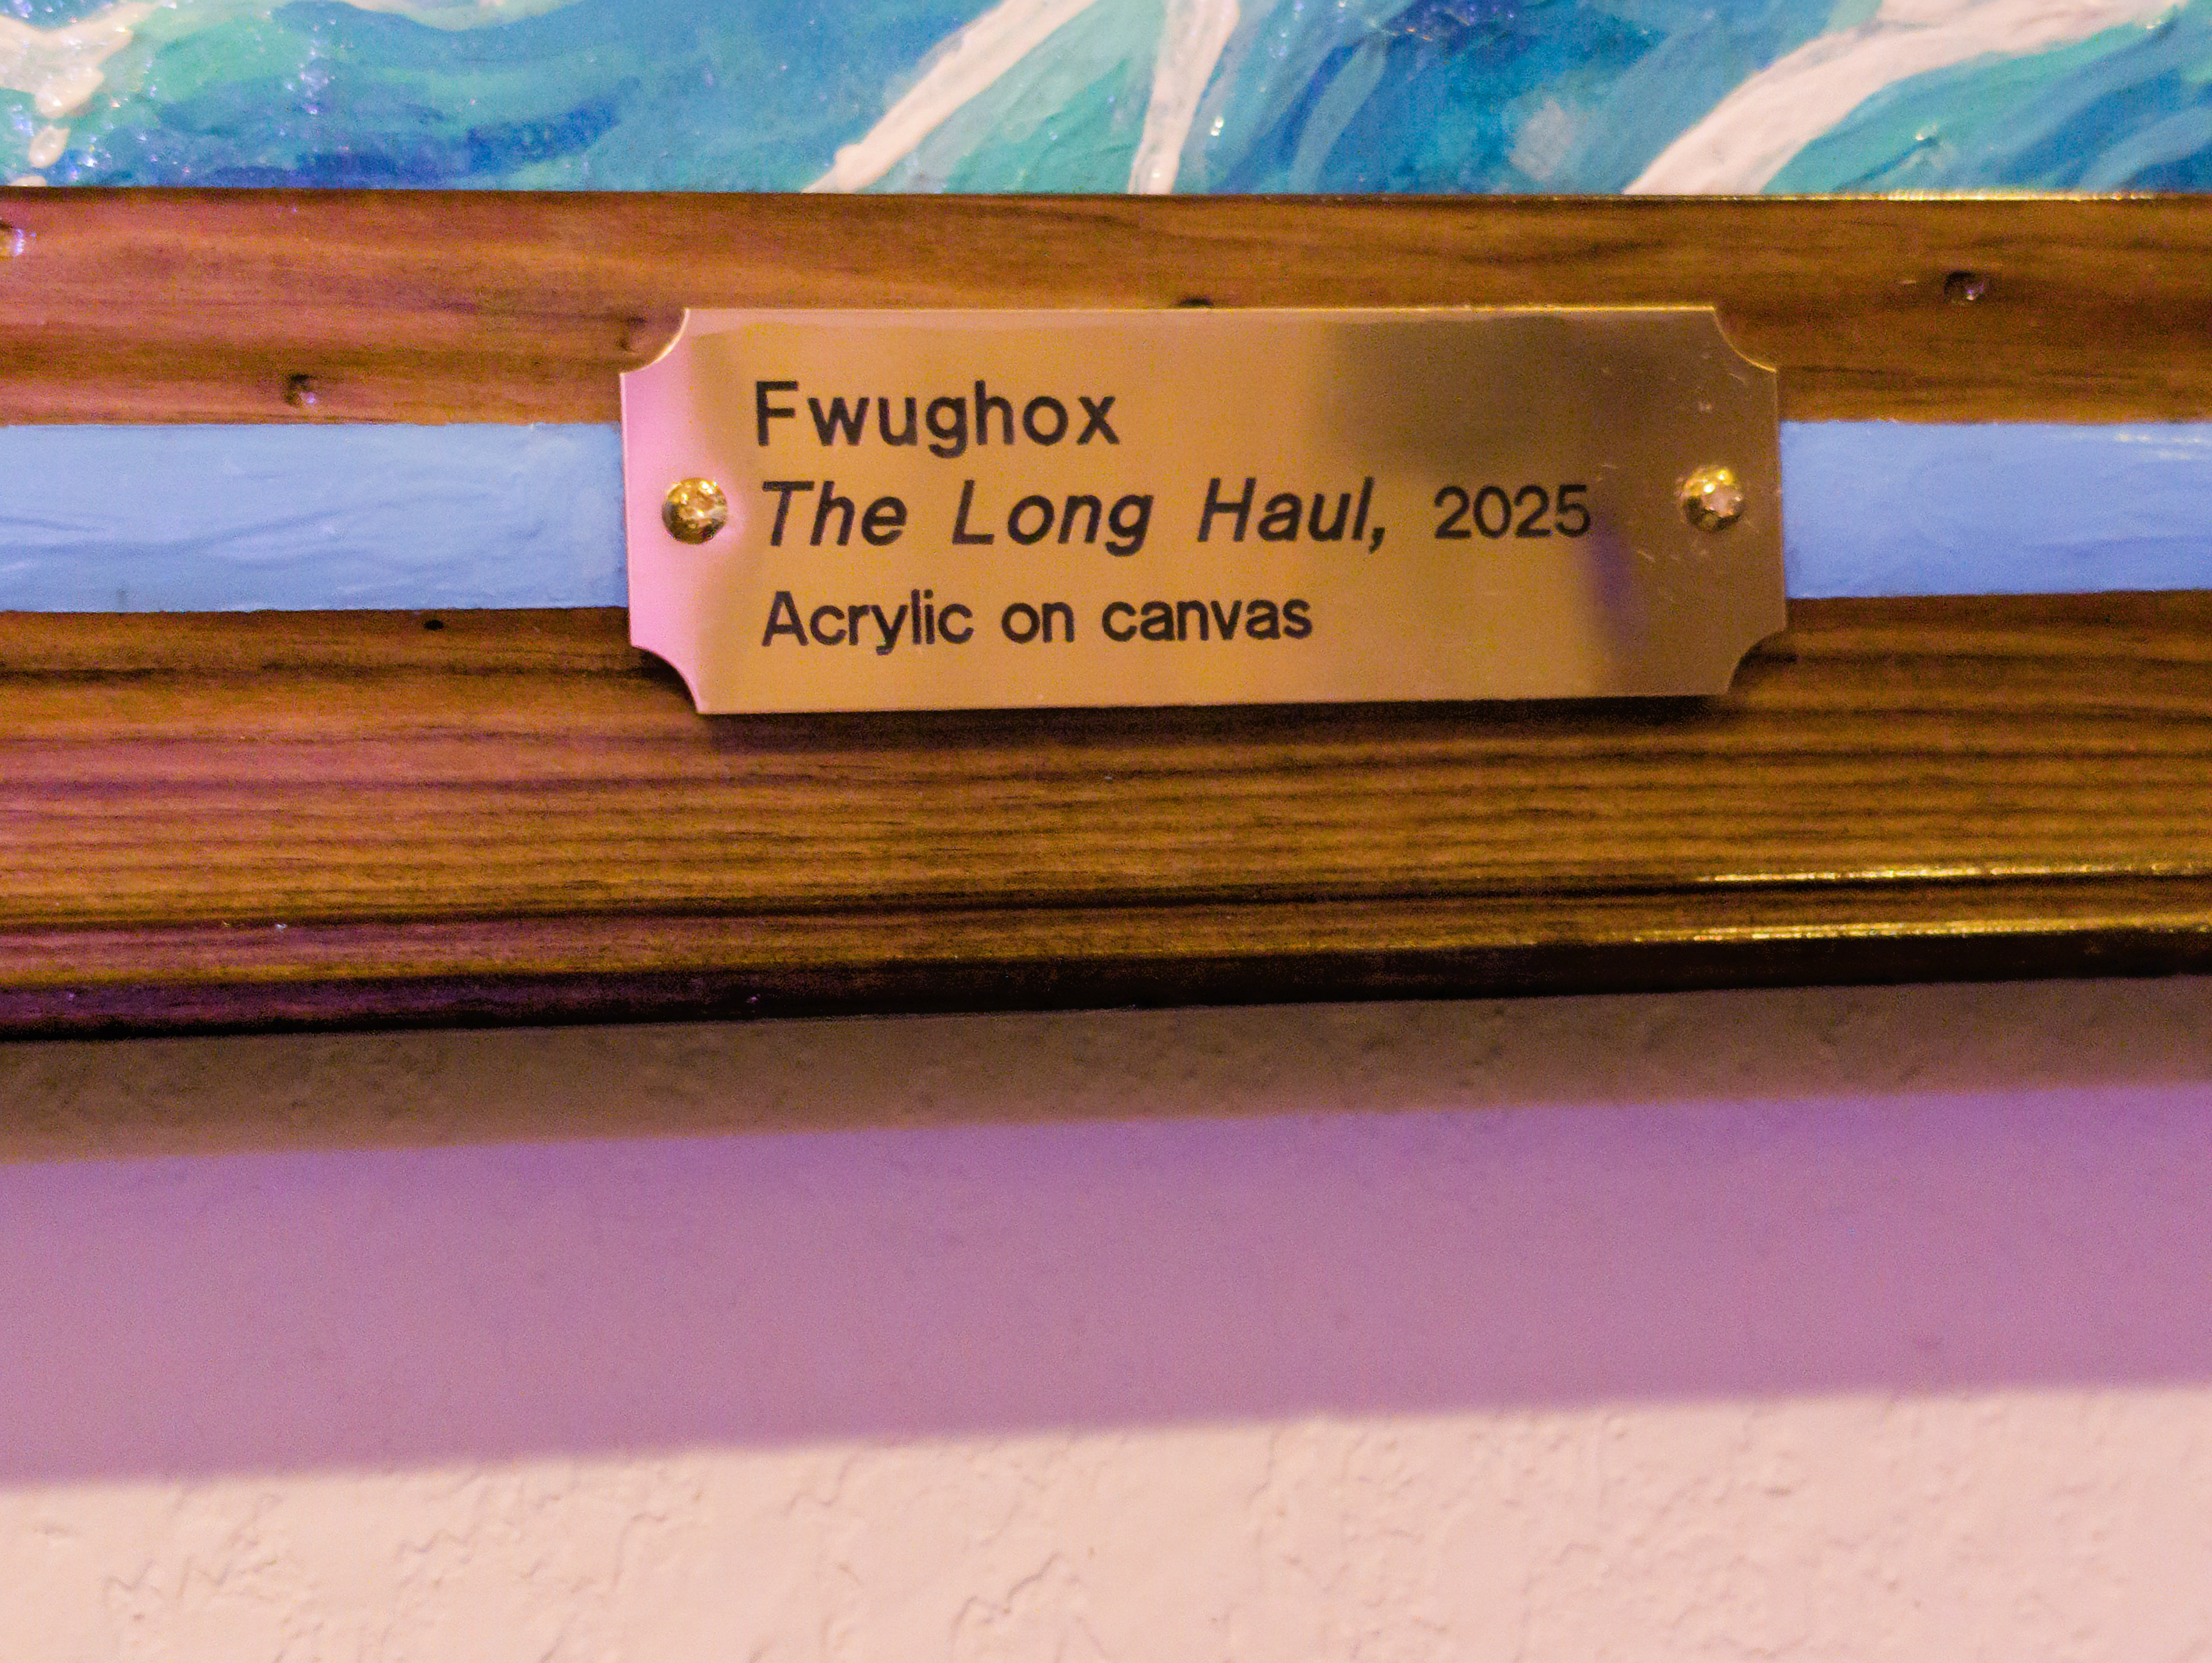 Fwughox
The Long Haul, 2025
Acrylic on canvas